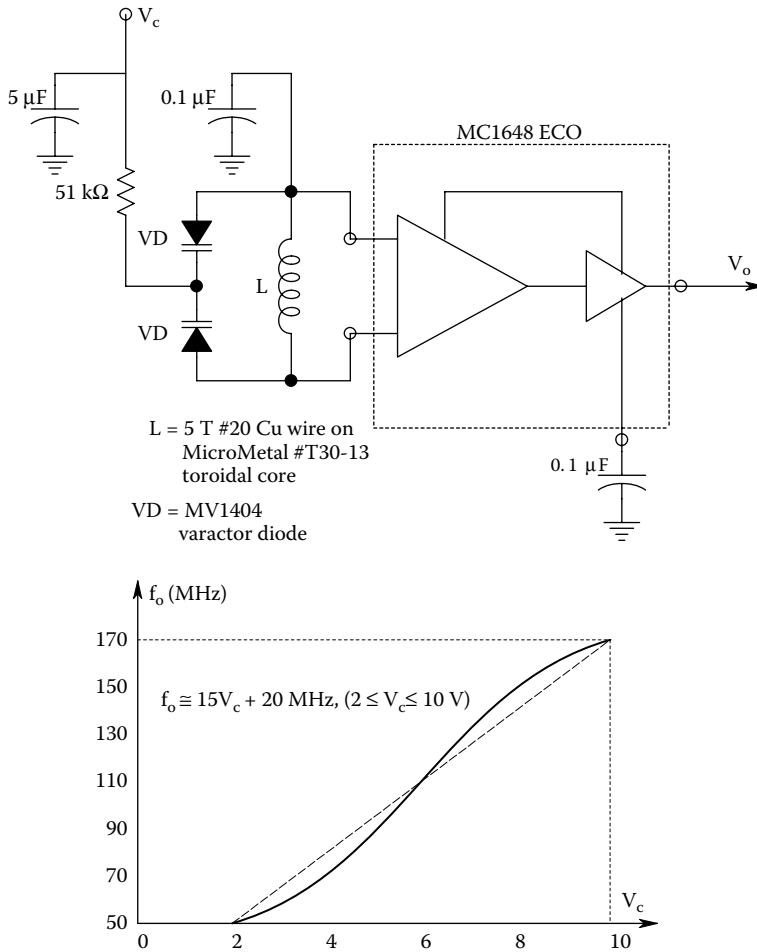 V_c
5 μF
0.1 μF
MC1648 ECO
51 kΩ
VD
L
VD
V_o
L = 5 T #20 Cu wire on
MicroMetal #T30-13
toroidal core
VD = MV1404
varactor diode
0.1 μF
f_o (MHz)
170
150
130
110
90
70
50
f_o ≅ 15V_c + 20 MHz, (2 ≤ V_c ≤ 10 V)
V_c
0 2 4 6 8 10